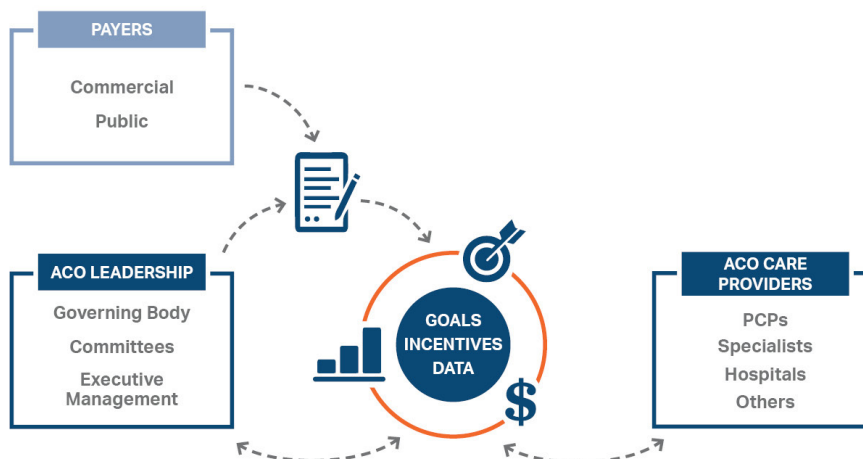 PAYERS
Commercial
Public
ACO LEADERSHIP
Governing Body
Committees
Executive
Management
GOALS
INCENTIVES
DATA
$
ACO CARE
PROVIDERS
PCPs
Specialists
Hospitals
Others